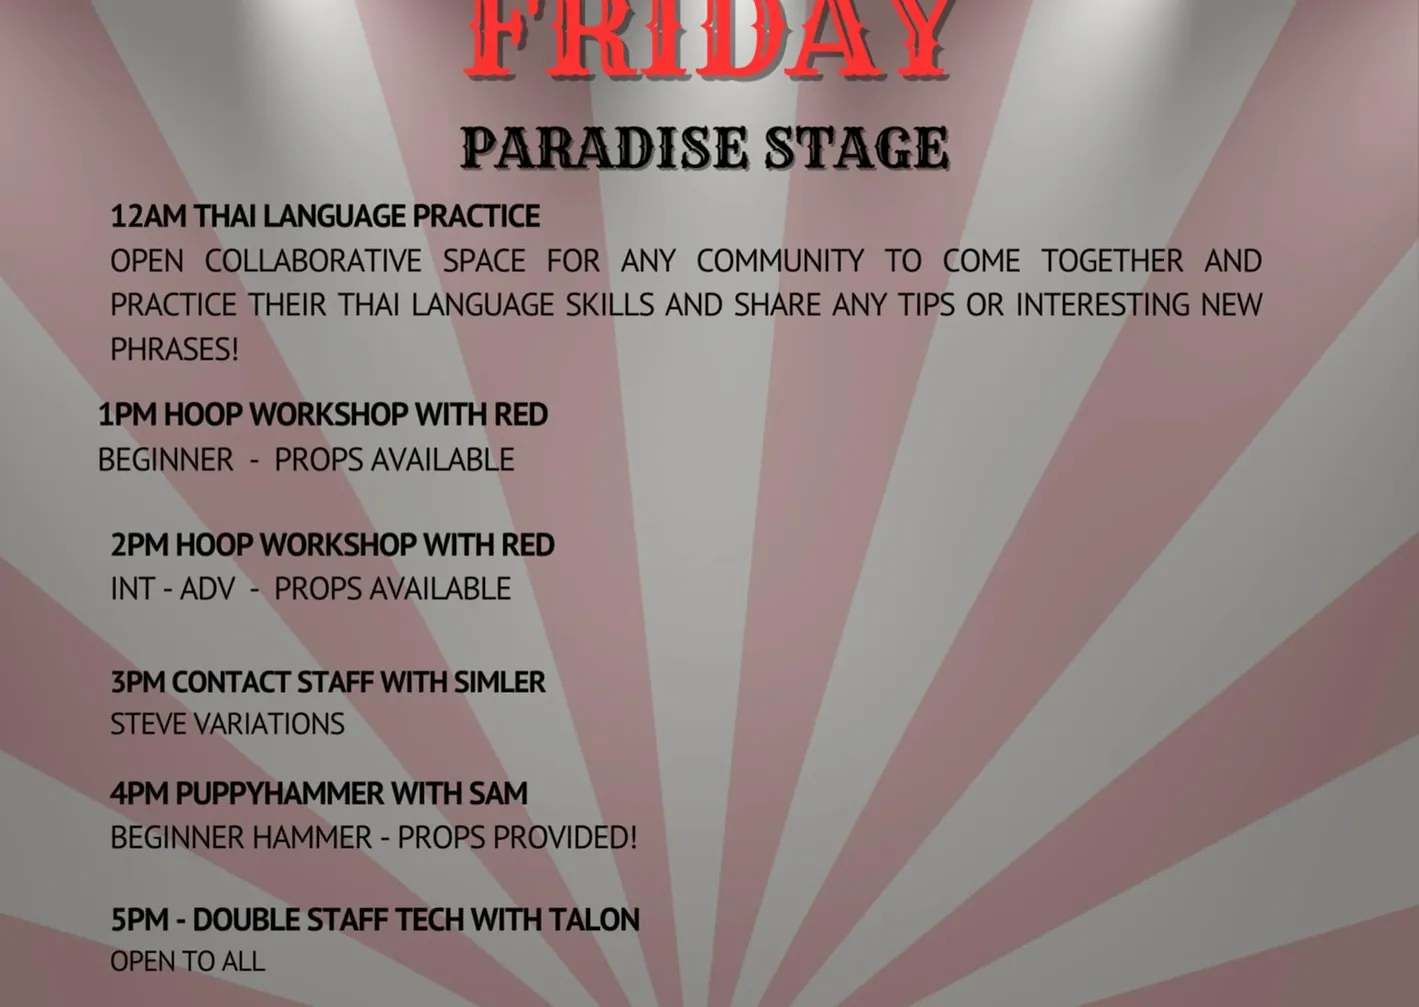 FRIDAY
PARADISE STAGE
12AM THAI LANGUAGE PRACTICE
OPEN COLLABORATIVE SPACE FOR ANY COMMUNITY TO COME TOGETHER AND
PRACTICE THEIR THAI LANGUAGE SKILLS AND SHARE ANY TIPS OR INTERESTING NEW
PHRASES!
1PM HOOP WORKSHOP WITH RED
BEGINNER - PROPS AVAILABLE
2PM HOOP WORKSHOP WITH RED
INT - ADV - PROPS AVAILABLE
3PM CONTACT STAFF WITH SIMLER
STEVE VARIATIONS
4PM PUPPYHAMMER WITH SAM
BEGINNER HAMMER - PROPS PROVIDED!
5PM - DOUBLE STAFF TECH WITH TALON
OPEN TO ALL